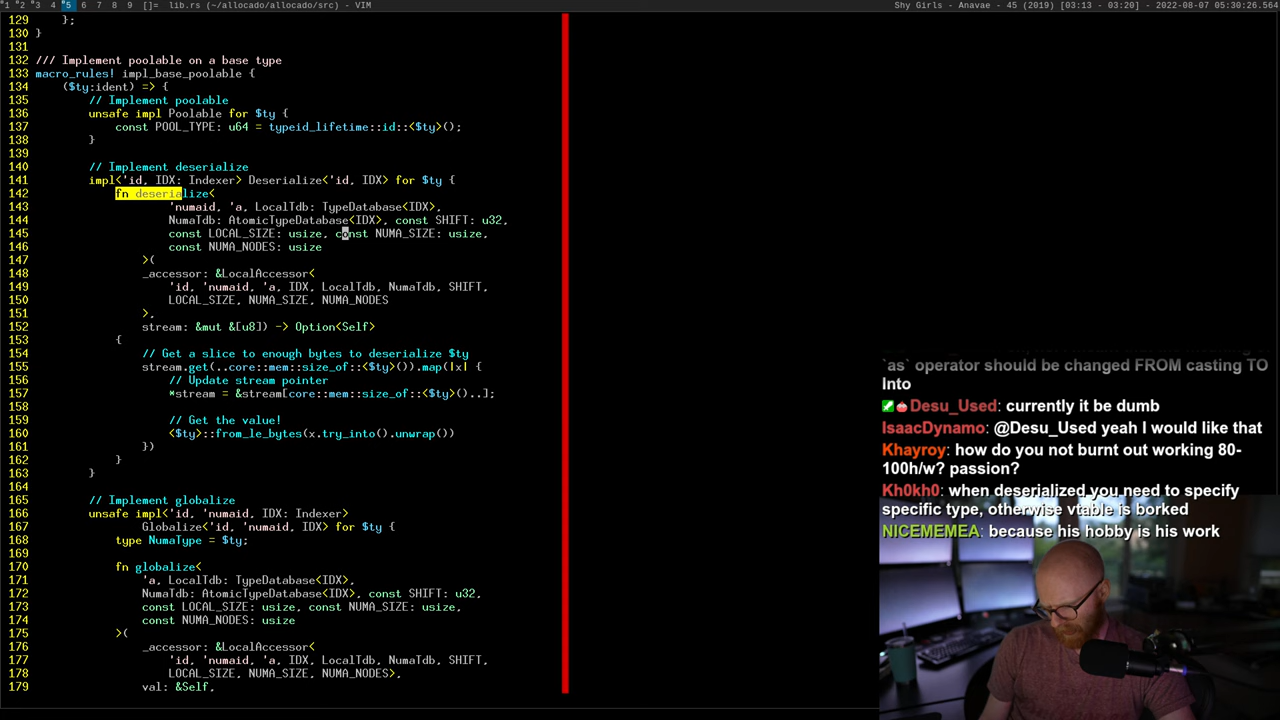 °1 °2 °3 4 °5 6 7 8 9 []= lib.rs (~/allocado/allocado/src) - VIM
Shy Girls - Anavae - 45 (2019) [03:13 - 03:20] - 2022-08-07 05:30:26.564
129 };
130 }
131
132 /// Implement poolable on a base type
133 macro_rules! impl_base_poolable {
134 ($ty:ident) => {
135 // Implement poolable
136 unsafe impl Poolable for $ty {
137 const POOL_TYPE: u64 = typeid_lifetime::id::<$ty>();
138 }
139
140 // Implement deserialize
141 impl<'id, IDX: Indexer> Deserialize<'id, IDX> for $ty {
142 fn deserialize<
143 'numaid, 'a, LocalTdb: TypeDatabase<IDX>,
144 NumaTdb: AtomicTypeDatabase<IDX>, const SHIFT: u32,
145 const LOCAL_SIZE: usize, const NUMA_SIZE: usize,
146 const NUMA_NODES: usize
147 >(
148 _accessor: &LocalAccessor<
149 'id, 'numaid, 'a, IDX, LocalTdb, NumaTdb, SHIFT,
150 LOCAL_SIZE, NUMA_SIZE, NUMA_NODES
151 >,
152 stream: &mut &[u8]) -> Option<Self>
153 {
154 // Get a slice to enough bytes to deserialize $ty
155 stream.get(..core::mem::size_of::<$ty>()).map(|x| {
156 // Update stream pointer
157 *stream = &stream[core::mem::size_of::<$ty>()..];
158
159 // Get the value!
160 <$ty>::from_le_bytes(x.try_into().unwrap())
161 })
162 }
163 }
164
165 // Implement globalize
166 unsafe impl<'id, 'numaid, IDX: Indexer>
167 Globalize<'id, 'numaid, IDX> for $ty {
168 type NumaType = $ty;
169
170 fn globalize<
171 'a, LocalTdb: TypeDatabase<IDX>,
172 NumaTdb: AtomicTypeDatabase<IDX>, const SHIFT: u32,
173 const LOCAL_SIZE: usize, const NUMA_SIZE: usize,
174 const NUMA_NODES: usize
175 >(
176 _accessor: &LocalAccessor<
177 'id, 'numaid, 'a, IDX, LocalTdb, NumaTdb, SHIFT,
178 LOCAL_SIZE, NUMA_SIZE, NUMA_NODES>,
179 val: &Self,
`as` operator should be changed FROM casting TO
Into
Desu_Used: currently it be dumb
IsaacDynamo: @Desu_Used yeah I would like that
Khayroy: how do you not burnt out working 80-
100h/w? passion?
Kh0kh0: when deserialized you need to specify
specific type, otherwise vtable is borked
NICEMEMEA: because his hobby is his work